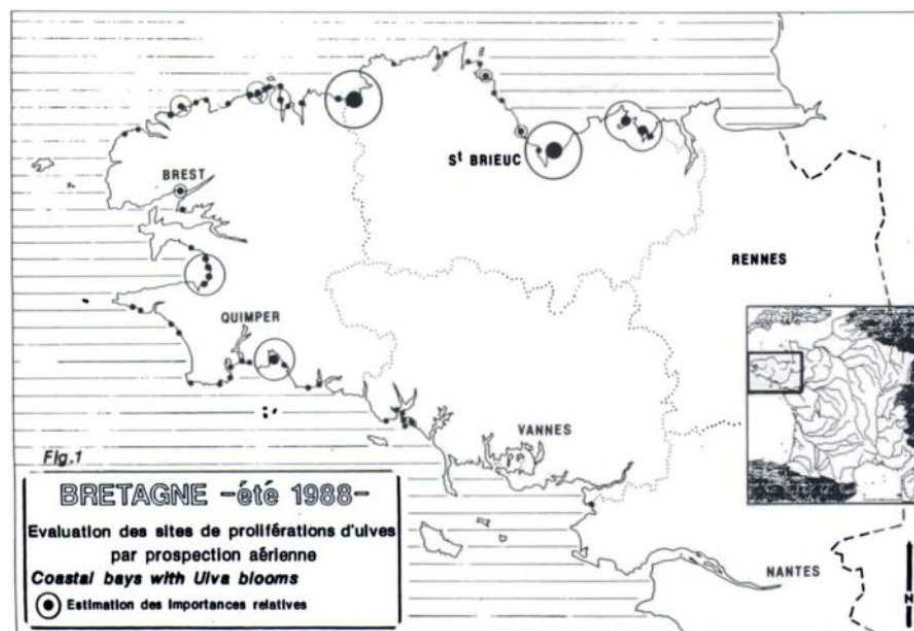 St BRIEUC
BREST
RENNES
QUIMPER
VANNES
Fig.1
BRETAGNE -été 1988-
Evaluation des sites de proliférations d'ulves
par prospection aérienne
Coastal bays with Ulva blooms
Estimation des importances relatives
NANTES
N